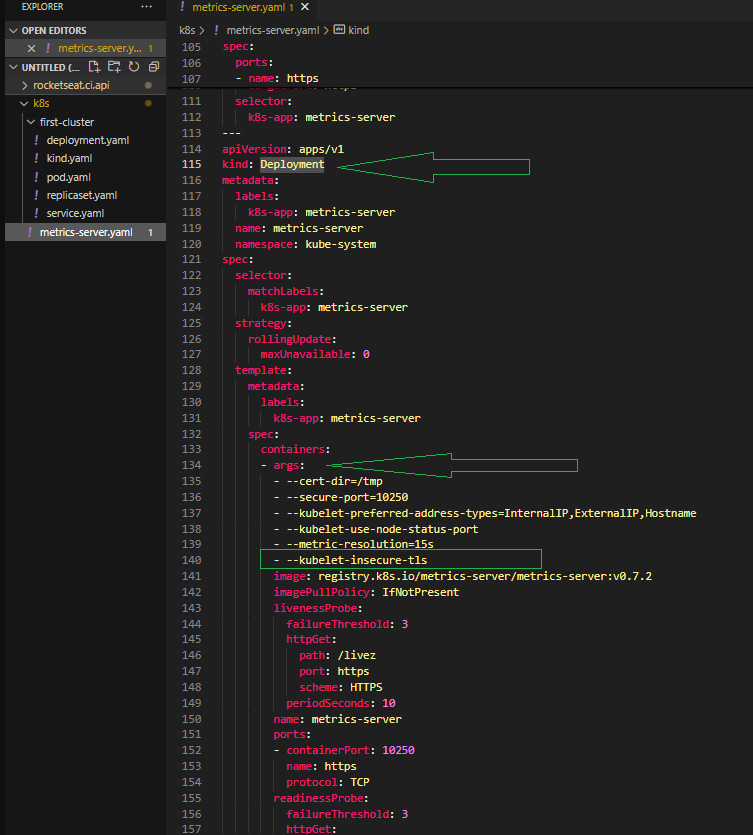 EXPLORER
···
OPEN EDITORS
× ! metrics-server.y... 1
UNTITLED (...
rocketseat.ci.api
k8s
first-cluster
! deployment.yaml
! kind.yaml
! pod.yaml
! replicaset.yaml
! service.yaml
! metrics-server.yaml 1
! metrics-server.yaml 1 ×
k8s > ! metrics-server.yaml > abc kind
105 spec:
106 ports:
107 - name: https
111 selector:
112 k8s-app: metrics-server
113 ---
114 apiVersion: apps/v1
115 kind: Deployment
116 metadata:
117 labels:
118 k8s-app: metrics-server
119 name: metrics-server
120 namespace: kube-system
121 spec:
122 selector:
123 matchLabels:
124 k8s-app: metrics-server
125 strategy:
126 rollingUpdate:
127 maxUnavailable: 0
128 template:
129 metadata:
130 labels:
131 k8s-app: metrics-server
132 spec:
133 containers:
134 - args:
135 - --cert-dir=/tmp
136 - --secure-port=10250
137 - --kubelet-preferred-address-types=InternalIP,ExternalIP,Hostname
138 - --kubelet-use-node-status-port
139 - --metric-resolution=15s
140 - --kubelet-insecure-tls
141 image: registry.k8s.io/metrics-server/metrics-server:v0.7.2
142 imagePullPolicy: IfNotPresent
143 livenessProbe:
144 failureThreshold: 3
145 httpGet:
146 path: /livez
147 port: https
148 scheme: HTTPS
149 periodSeconds: 10
150 name: metrics-server
151 ports:
152 - containerPort: 10250
153 name: https
154 protocol: TCP
155 readinessProbe:
156 failureThreshold: 3
157 httpGet: